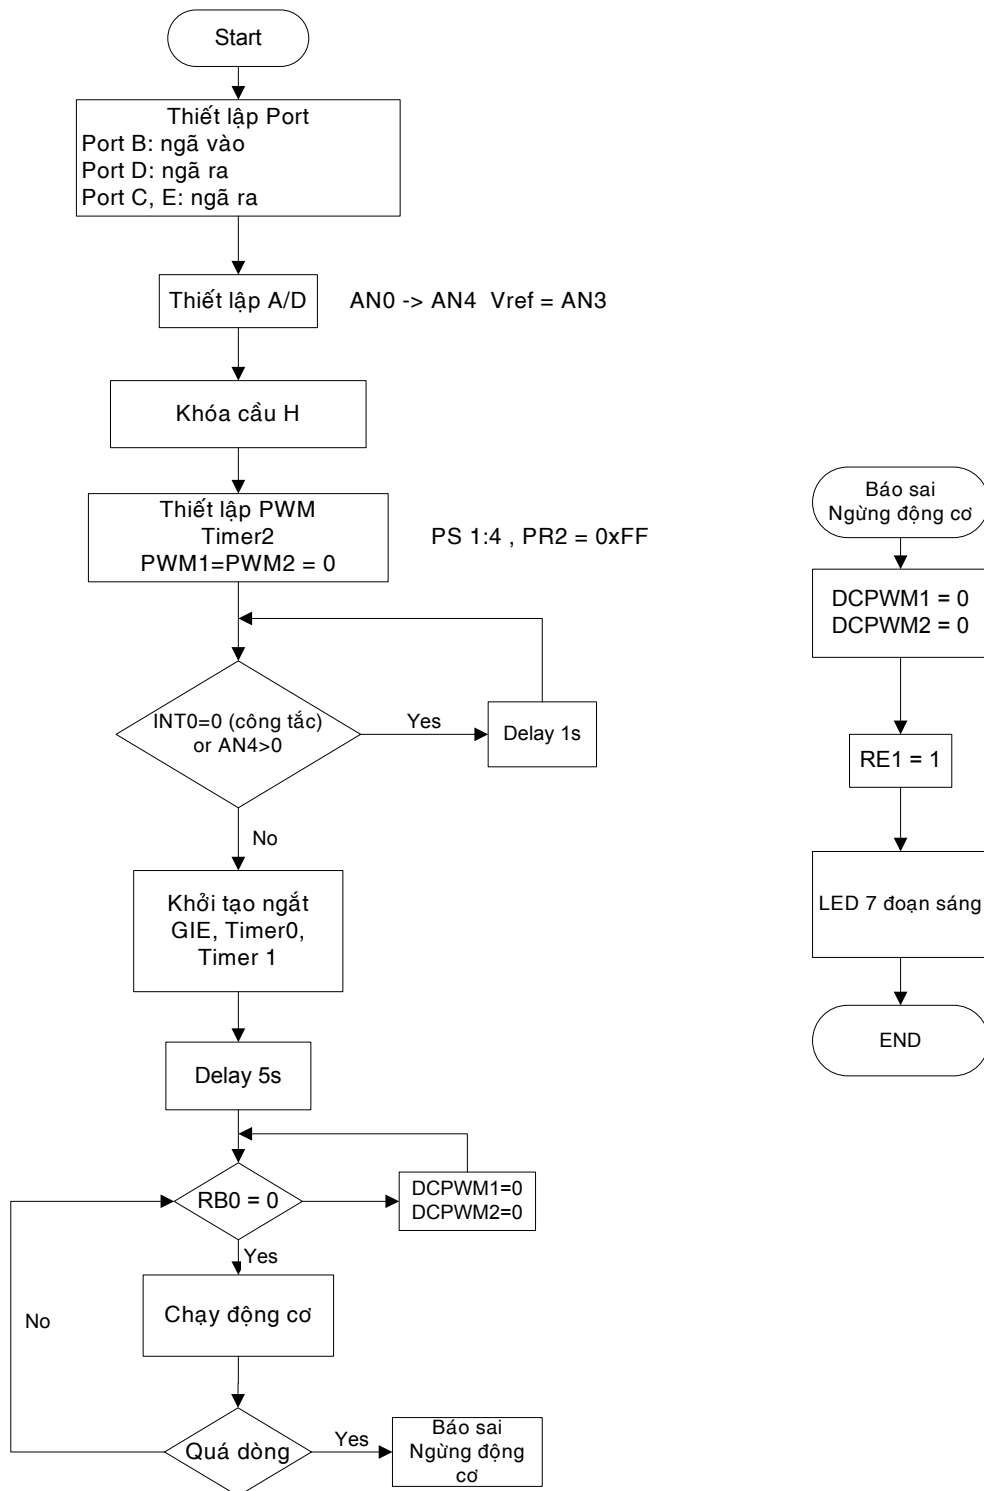 Start
Thiết lập Port
Port B: ngã vào
Port D: ngã ra
Port C, E: ngã ra
Thiết lập A/D
AN0 -> AN4 Vref = AN3
Khóa cầu H
Thiết lập PWM
Timer2
PWM1=PWM2 = 0
PS 1:4 , PR2 = 0xFF
INT0=0 (công tắc)
or AN4>0
Yes
Delay 1s
No
Khởi tạo ngắt
GIE, Timer0,
Timer 1
Delay 5s
RB0 = 0
DCPWM1=0
DCPWM2=0
Yes
Chạy động cơ
No
Quá dòng
Yes
Báo sai
Ngừng động
cơ
Báo sai
Ngừng động cơ
DCPWM1 = 0
DCPWM2 = 0
RE1 = 1
LED 7 đoạn sáng
END